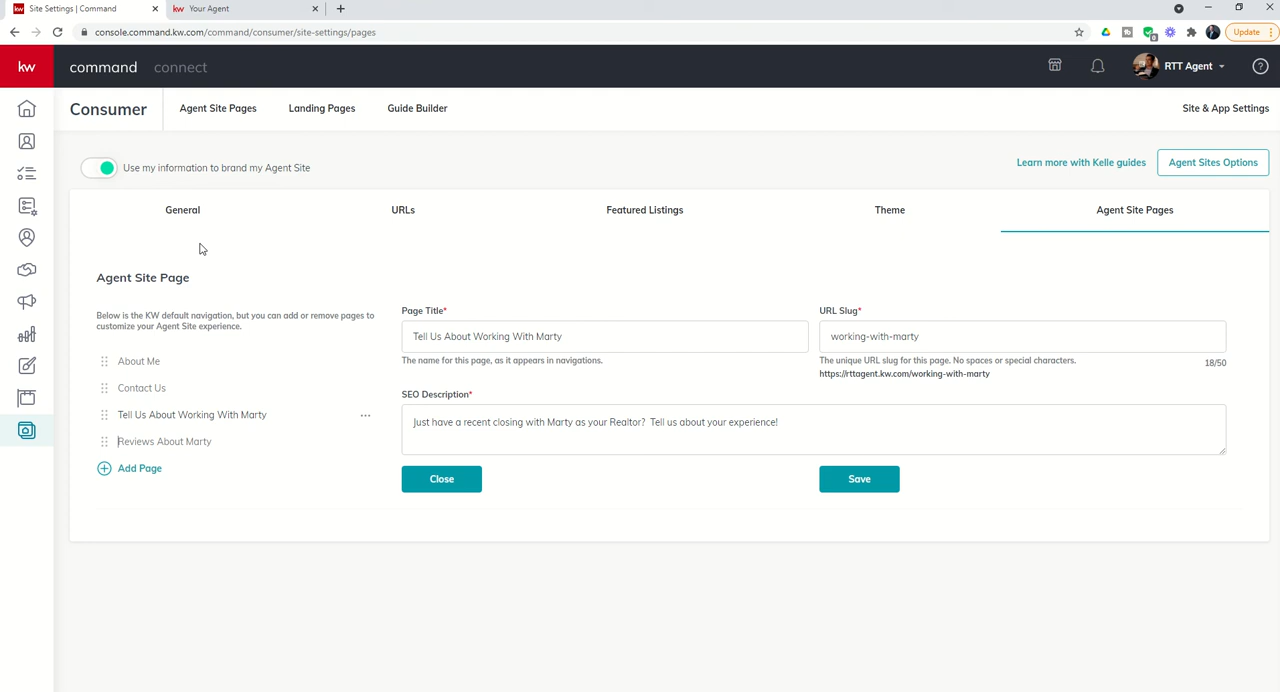 Site Settings | Command
kw Your Agent
console.command.kw.com/command/consumer/site-settings/pages
Update
kw command connect
RTT Agent
Consumer Agent Site Pages Landing Pages Guide Builder Site & App Settings
Use my information to brand my Agent Site
Learn more with Kelle guides Agent Sites Options
General URLs Featured Listings Theme Agent Site Pages
Agent Site Page
Below is the KW default navigation, but you can add or remove pages to
customize your Agent Site experience.
About Me
Contact Us
Tell Us About Working With Marty ...
Reviews About Marty
Add Page
Page Title*
Tell Us About Working With Marty
The name for this page, as it appears in navigations.
URL Slug*
working-with-marty
The unique URL slug for this page. No spaces or special characters. 18/50
https://rttagent.kw.com/working-with-marty
SEO Description*
Just have a recent closing with Marty as your Realtor? Tell us about your experience!
Close Save